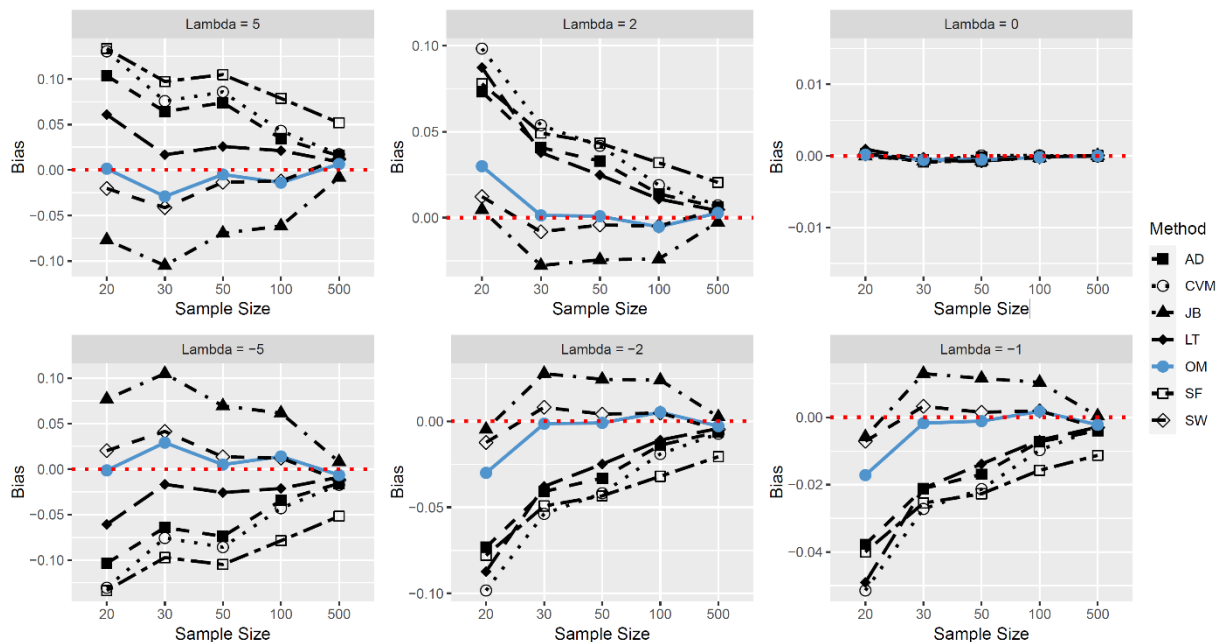 Lambda = 5
Lambda = 2
Lambda = 0
0.10
0.05
0.00
−0.05
−0.10
Bias
20 30 50 100 500
Sample Size
0.10
0.05
0.00
Bias
20 30 50 100 500
Sample Size
0.01
0.00
−0.01
Bias
20 30 50 100 500
Sample Size
Lambda = −5
Lambda = −2
Lambda = −1
0.10
0.05
0.00
−0.05
−0.10
Bias
20 30 50 100 500
Sample Size
0.00
−0.05
−0.10
Bias
20 30 50 100 500
Sample Size
0.00
−0.02
−0.04
Bias
20 30 50 100 500
Sample Size
Method
AD
CVM
JB
LT
OM
SF
SW